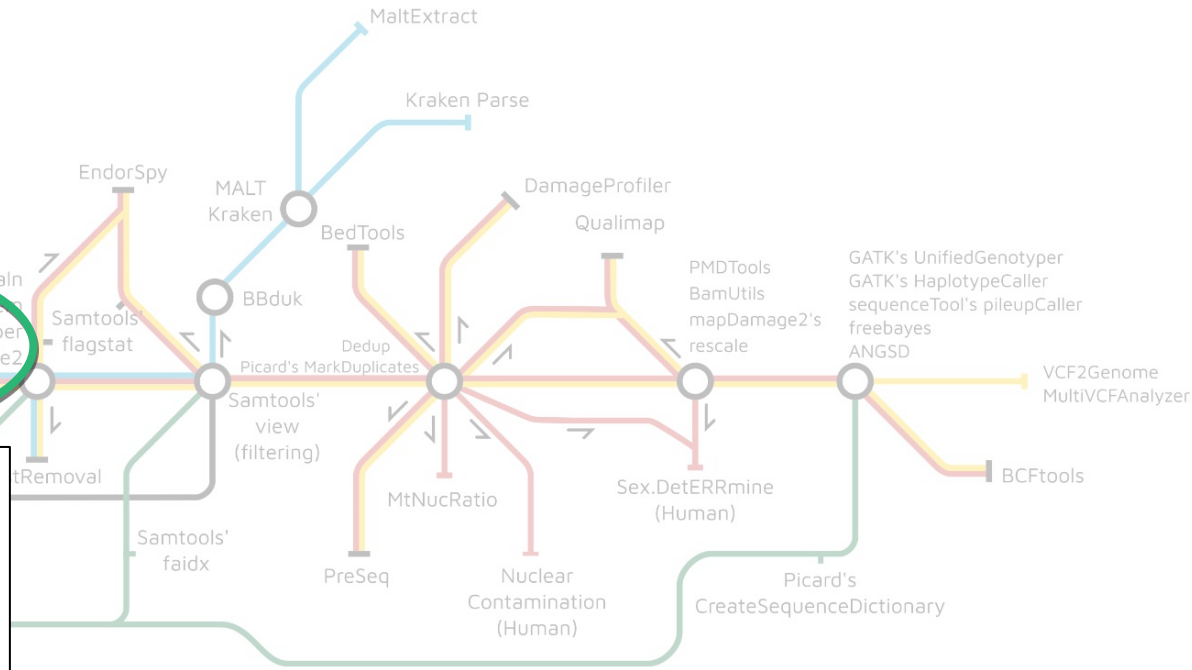 MaltExtract
Kraken Parse
EndorSpy
MALT
Kraken
DamageProfiler
Qualimap
BedTools
GATK's UnifiedGenotyper
GATK's HaplotypeCaller
sequenceTool's pileupCaller
freebayes
ANGSD
PMDTools
BamUtils
mapDamage2's
rescale
BBduk
Samtools'
flagstat
Dedup
Picard's MarkDuplicates
VCF2Genome
MultiVCFAnalyzer
Samtools'
view
(filtering)
tRemoval
BCFtools
MtNucRatio
Sex.DetERRmine
(Human)
Samtools'
faidx
PreSeq
Nuclear
Contamination
(Human)
Picard's
CreateSequenceDictionary